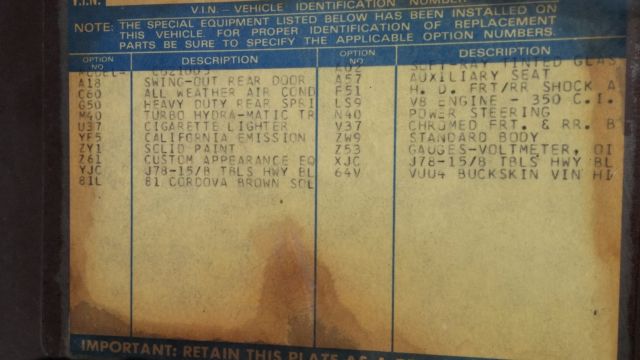 V.I.N.
V.I.N. - VEHICLE IDENTIFICATION NUMBER
NOTE: THE SPECIAL EQUIPMENT LISTED BELOW HAS BEEN INSTALLED ON
THIS VEHICLE. FOR PROPER IDENTIFICATION OF REPLACEMENT
PARTS BE SURE TO SPECIFY THE APPLICABLE OPTION NUMBERS.
OPTION NO. DESCRIPTION OPTION NO. DESCRIPTION
SOFT-RAY TINTED GLAS
A18 SWING-OUT REAR DOOR A57 AUXILIARY SEAT
C60 ALL WEATHER AIR COND F51 H. D. FRT/RR SHOCK A
G50 HEAVY DUTY REAR SPRI LS9 V8 ENGINE - 350 C.I.
M40 TURBO HYDRA-MATIC TR N40 POWER STEERING
U37 CIGARETTE LIGHTER V37 CHROMED FRT. & RR. B
YF5 CALIFORNIA EMISSION ZW9 STANDARD BODY
ZY1 SOLID PAINT Z53 GAUGES-VOLTMETER, OI
Z61 CUSTOM APPEARANCE EQ XJC J78-15/B TBLS HWY BL
YJC J78-15/B TBLS HWY BL 64V VUU4 BUCKSKIN VIN HI
81L 81 CORDOVA BROWN SOL
IMPORTANT: RETAIN THIS PLATE AS A